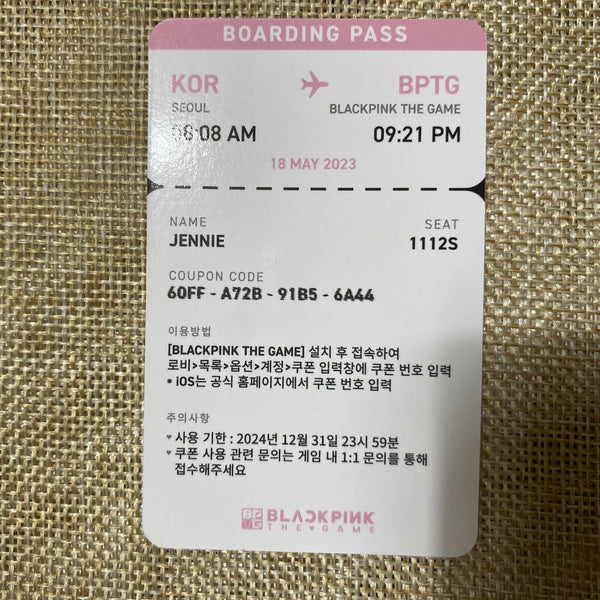 BOARDING PASS
KOR BPTG
SEOUL BLACKPINK THE GAME
08:08 AM 09:21 PM
18 MAY 2023
NAME SEAT
JENNIE 1112S
COUPON CODE
60FF - A72B - 91B5 - 6A44
이용방법
[BLACKPINK THE GAME] 설치 후 접속하여
로비>목록>옵션>계정>쿠폰 입력창에 쿠폰 번호 입력
• iOS는 공식 홈페이지에서 쿠폰 번호 입력
주의사항
♥ 사용 기한 : 2024년 12월 31일 23시 59분
♥ 쿠폰 사용 관련 문의는 게임 내 1:1 문의를 통해
접수해주세요
BPTG BLACKPINK
THE♥GAME